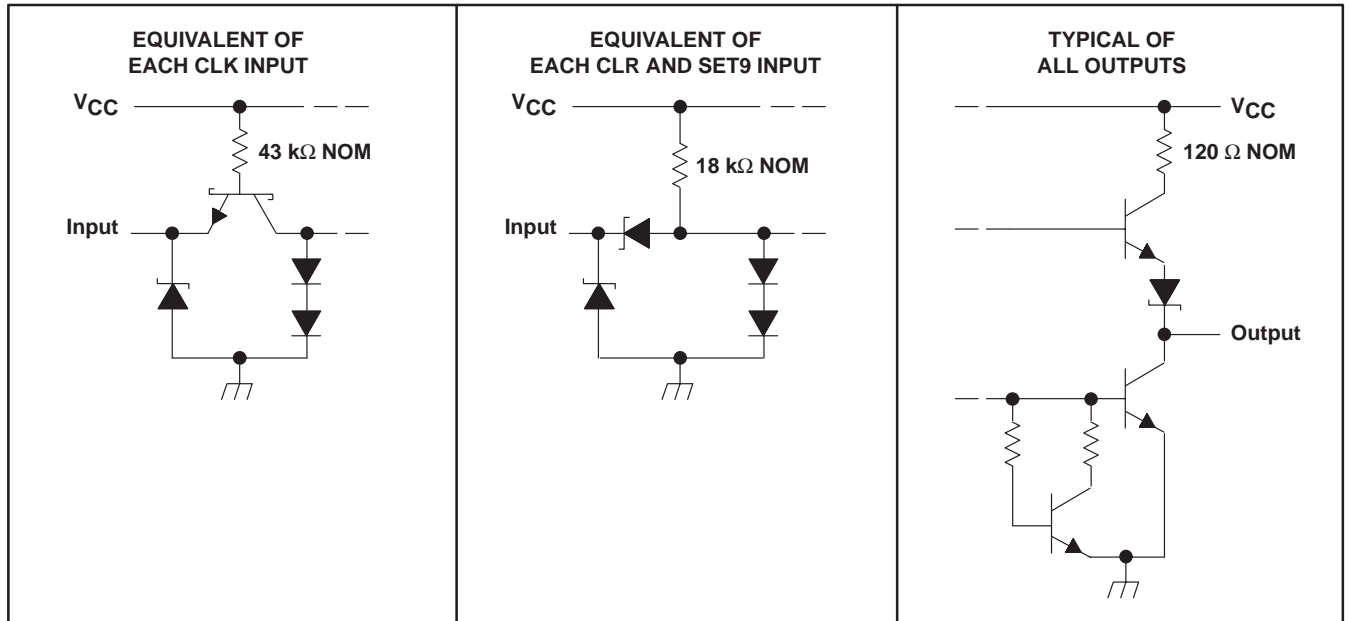 EQUIVALENT OF
EACH CLK INPUT
VCC
43 kΩ NOM
Input
EQUIVALENT OF
EACH CLR AND SET9 INPUT
VCC
18 kΩ NOM
Input
TYPICAL OF
ALL OUTPUTS
VCC
120 Ω NOM
Output